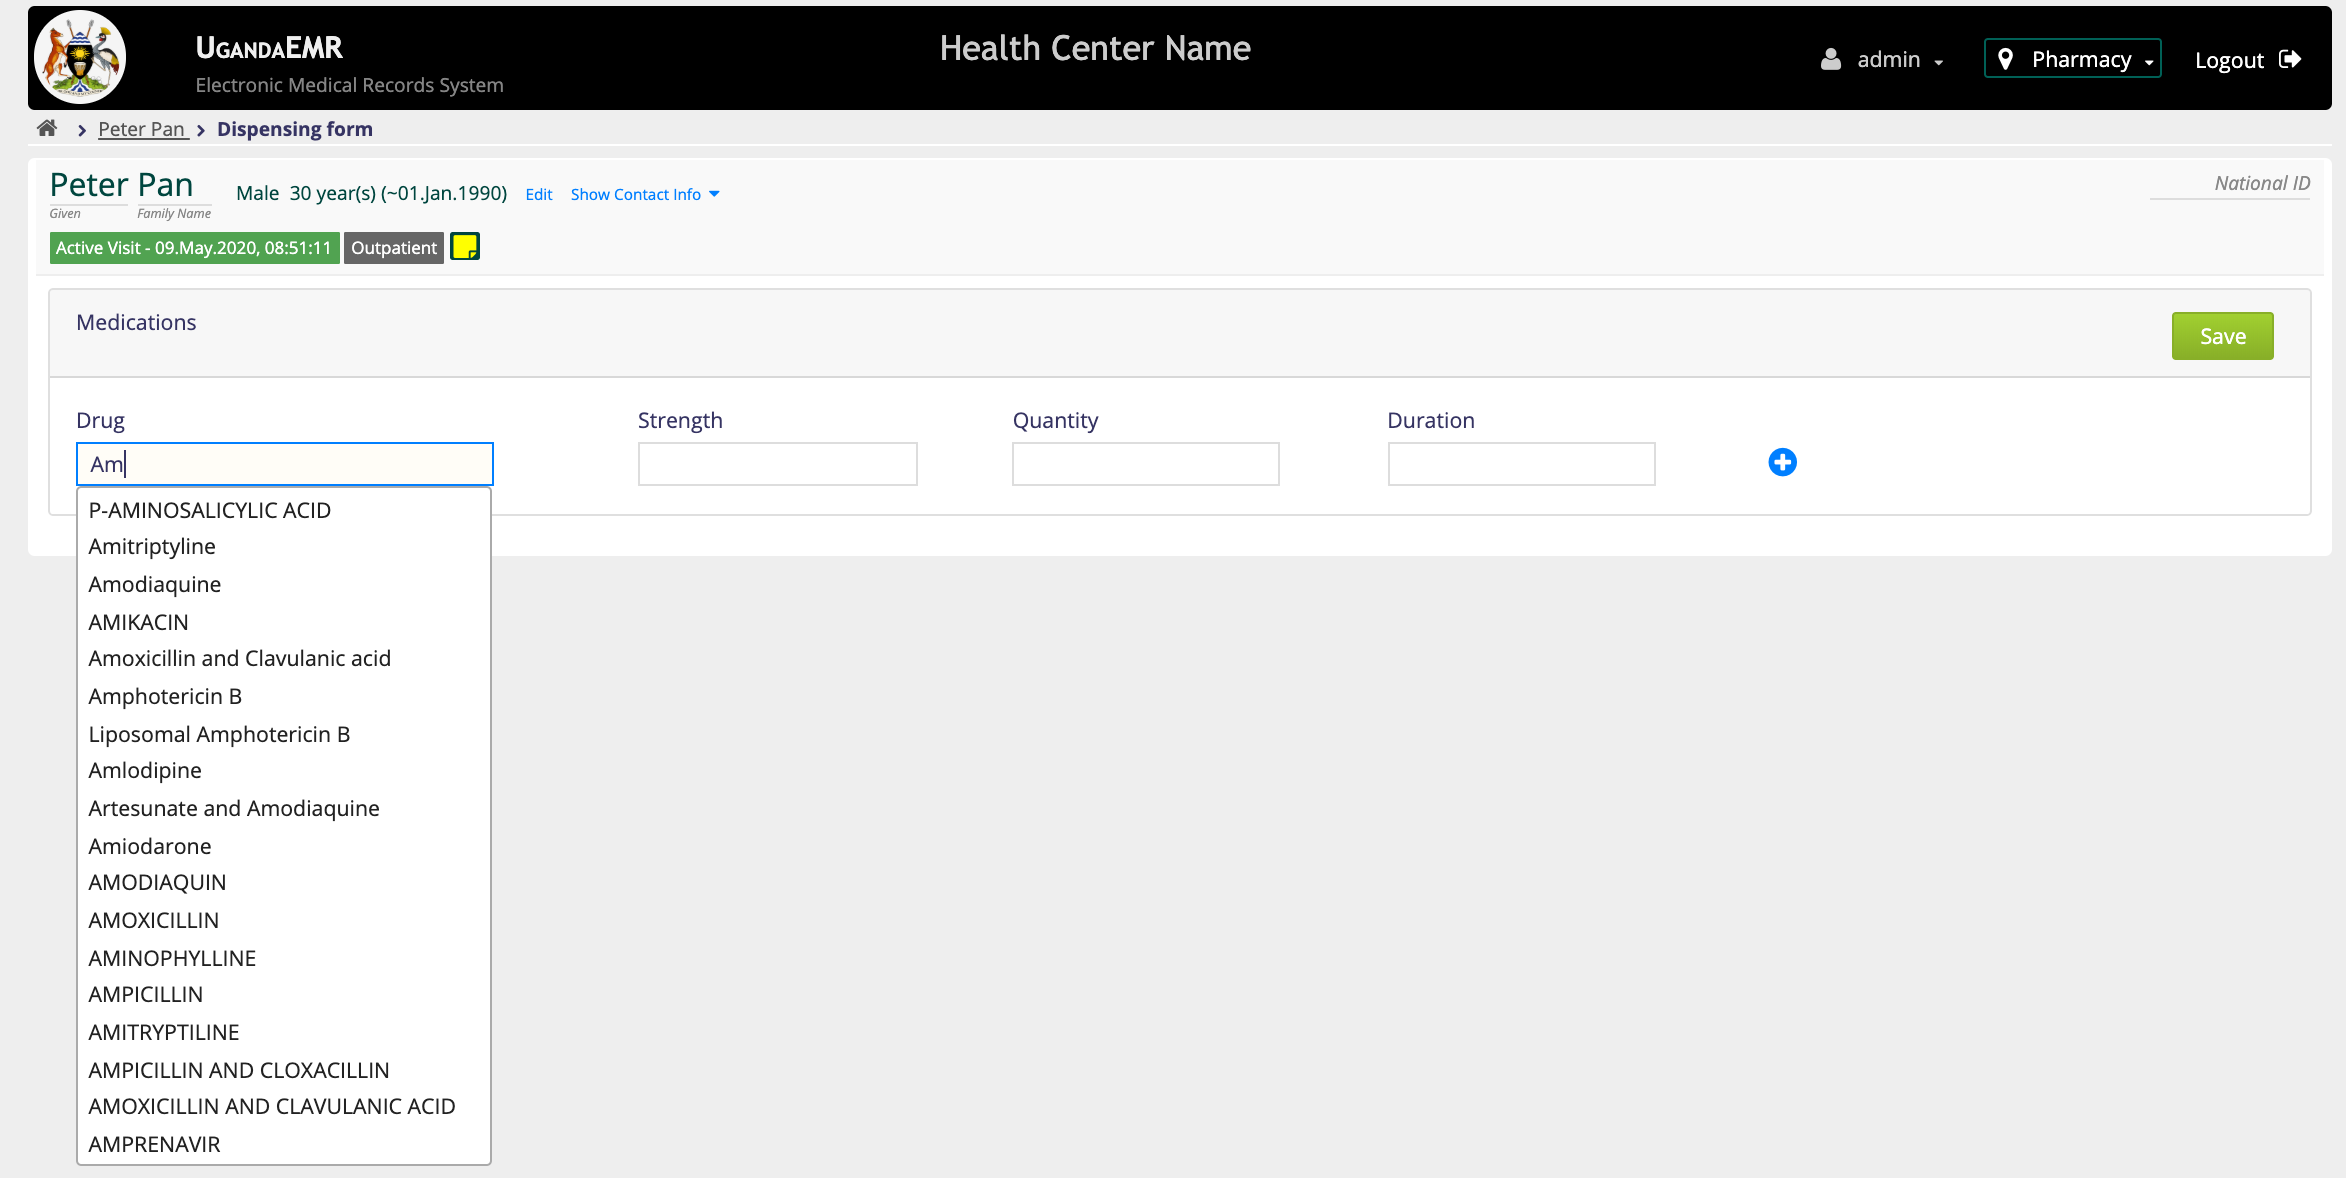 UGANDAEMR
Electronic Medical Records System
Health Center Name
admin
Pharmacy
Logout
Peter Pan
Dispensing form
Peter Pan Male 30 year(s) (~01.Jan.1990) Edit Show Contact Info
Given Family Name
National ID
Active Visit - 09.May.2020, 08:51:11 Outpatient
Medications
Save
Drug Strength Quantity Duration
Am
P-AMINOSALICYLIC ACID
Amitriptyline
Amodiaquine
AMIKACIN
Amoxicillin and Clavulanic acid
Amphotericin B
Liposomal Amphotericin B
Amlodipine
Artesunate and Amodiaquine
Amiodarone
AMODIAQUIN
AMOXICILLIN
AMINOPHYLLINE
AMPICILLIN
AMITRYPTILINE
AMPICILLIN AND CLOXACILLIN
AMOXICILLIN AND CLAVULANIC ACID
AMPRENAVIR